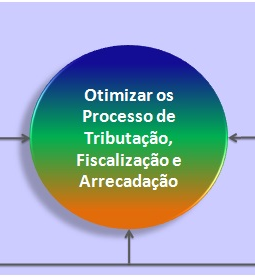 Otimizar os
Processo de
Tributação,
Fiscalização e
Arrecadação